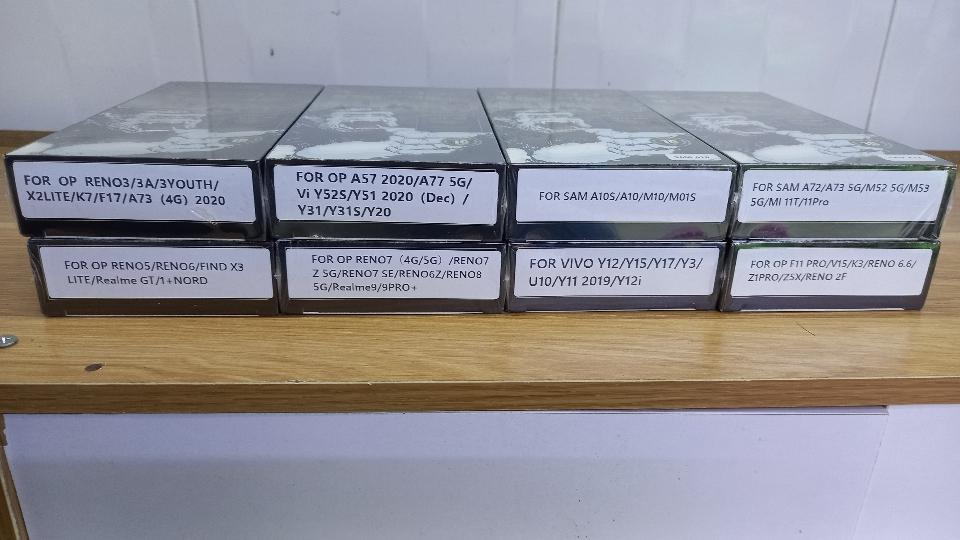 FOR OP RENO3/3A/3YOUTH/
X2LITE/K7/F17/A73 (4G) 2020
FOR OP A57 2020/A77 5G/
Vi Y52S/Y51 2020 (Dec) /
Y31/Y31S/Y20
FOR SAM A10S/A10/M10/M01S
FOR SAM A72/A73 5G/M52 5G/M53
5G/MI 11T/11Pro
FOR OP RENO5/RENO6/FIND X3
LITE/Realme GT/1+NORD
FOR OP RENO7 (4G/5G) /RENO7
Z 5G/RENO7 SE/RENO6Z/RENO8
5G/Realme9/9PRO+
FOR VIVO Y12/Y15/Y17/Y3/
U10/Y11 2019/Y12i
FOR OP F11 PRO/V15/K3/RENO 6.6/
Z1PRO/Z5X/RENO 2F